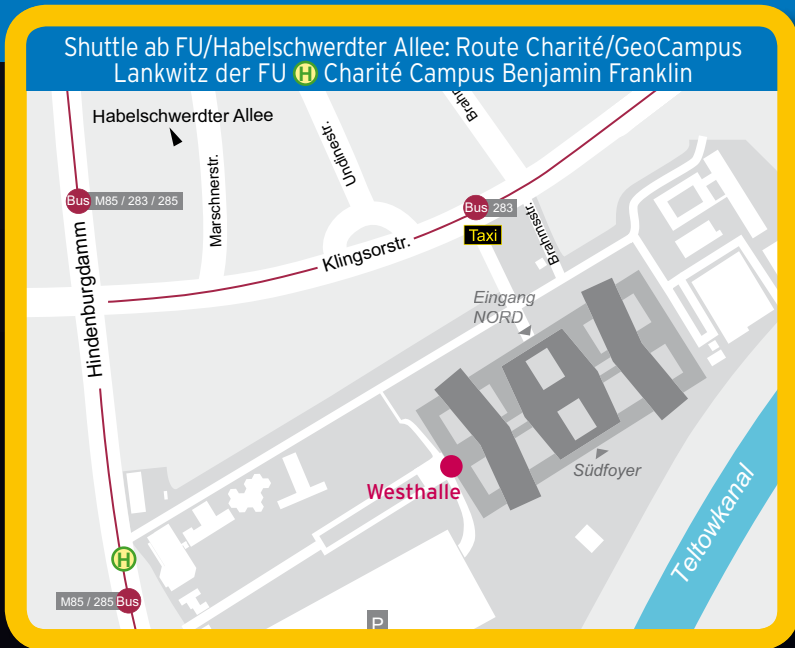 Shuttle ab FU/Habelschwerdter Allee: Route Charité/GeoCampus
Lankwitz der FU H Charité Campus Benjamin Franklin
Habelschwerdter Allee
Brahm
Undinestr.
Marschnerstr.
Bus M85 / 283 / 285
Bus 283
Taxi
Brahmsstr.
Klingsorstr.
Hindenburgdamm
Eingang
NORD
Südfoyer
Westhalle
Teltowkanal
H
M85 / 285 Bus
P